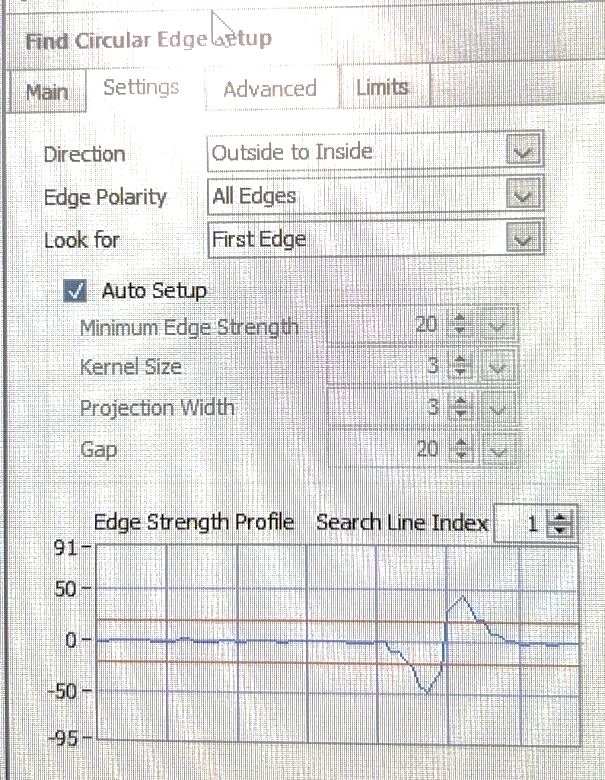 Find Circular Edge Setup
Main Settings Advanced Limits
Direction Outside to Inside
Edge Polarity All Edges
Look for First Edge
Auto Setup
Minimum Edge Strength 20
Kernel Size 3
Projection Width 3
Gap 20
Edge Strength Profile Search Line Index 1
91
50
0
-50
-95